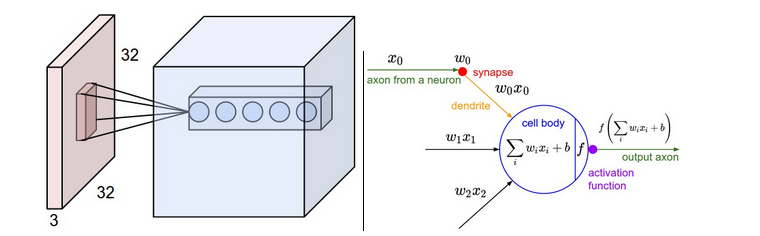 32
32
3
x₀
w₀
synapse
axon from a neuron
w₀x₀
dendrite
cell body
w₁x₁
∑ᵢ wᵢxᵢ + b
f
f(∑ᵢ wᵢxᵢ + b)
output axon
activation
function
w₂x₂